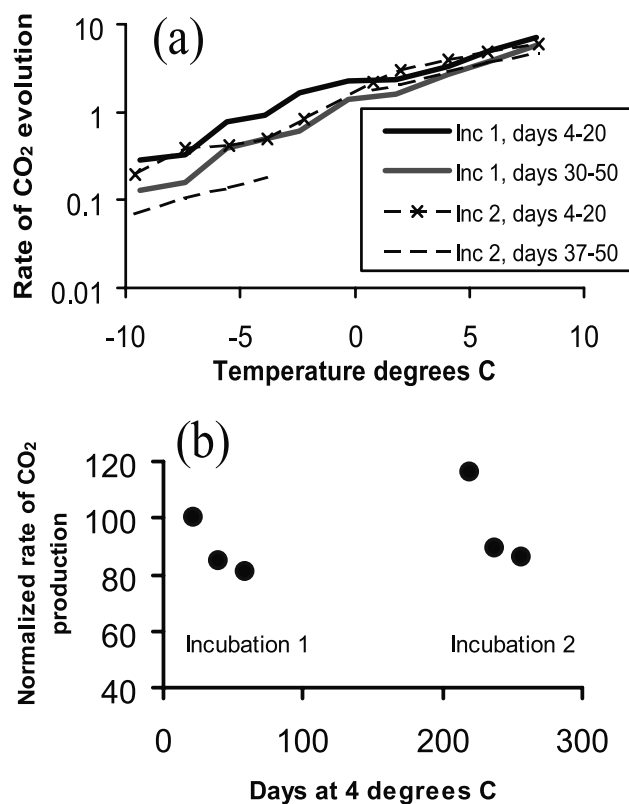 (a)
Rate of CO₂ evolution
10
1
0.1
0.01
-10
-5
0
5
10
Temperature degrees C
Inc 1, days 4-20
Inc 1, days 30-50
Inc 2, days 4-20
Inc 2, days 37-50
(b)
Normalized rate of CO₂
production
120
100
80
60
40
Incubation 1
Incubation 2
0
100
200
300
Days at 4 degrees C